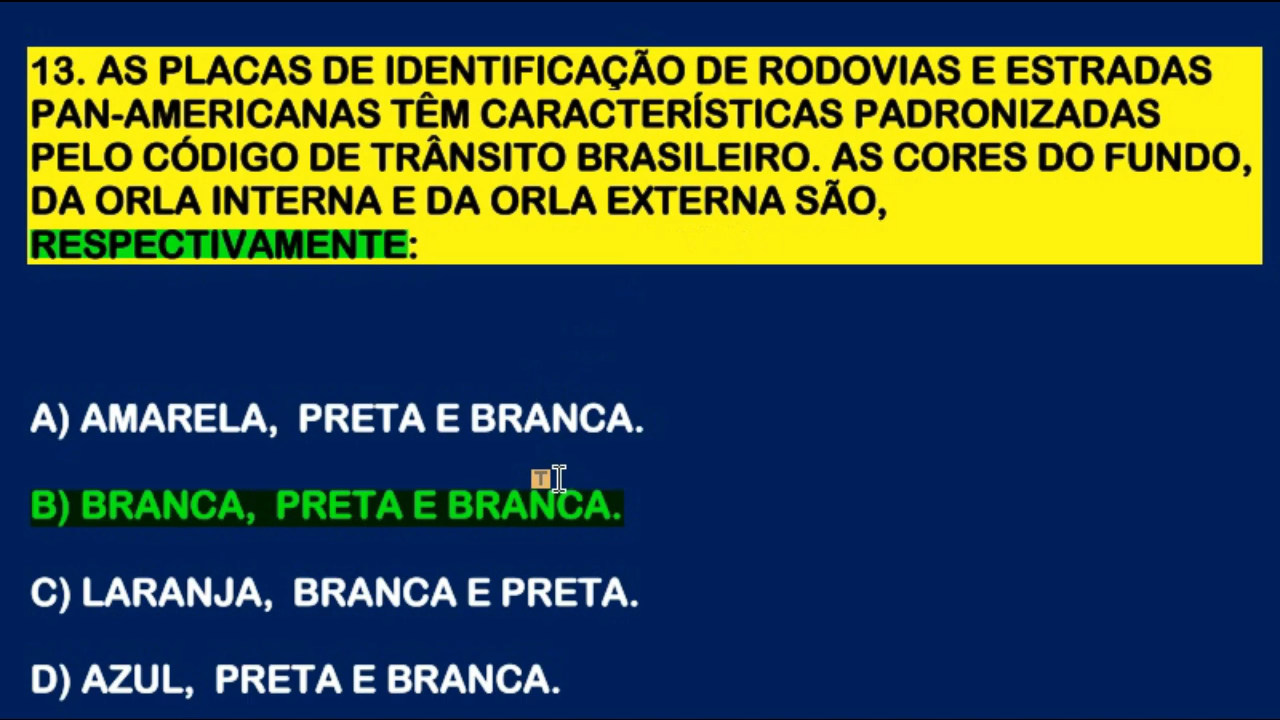 13. AS PLACAS DE IDENTIFICAÇÃO DE RODOVIAS E ESTRADAS
PAN-AMERICANAS TÊM CARACTERÍSTICAS PADRONIZADAS
PELO CÓDIGO DE TRÂNSITO BRASILEIRO. AS CORES DO FUNDO,
DA ORLA INTERNA E DA ORLA EXTERNA SÃO,
RESPECTIVAMENTE:
A) AMARELA, PRETA E BRANCA.
T
B) BRANCA, PRETA E BRANCA.
C) LARANJA, BRANCA E PRETA.
D) AZUL, PRETA E BRANCA.